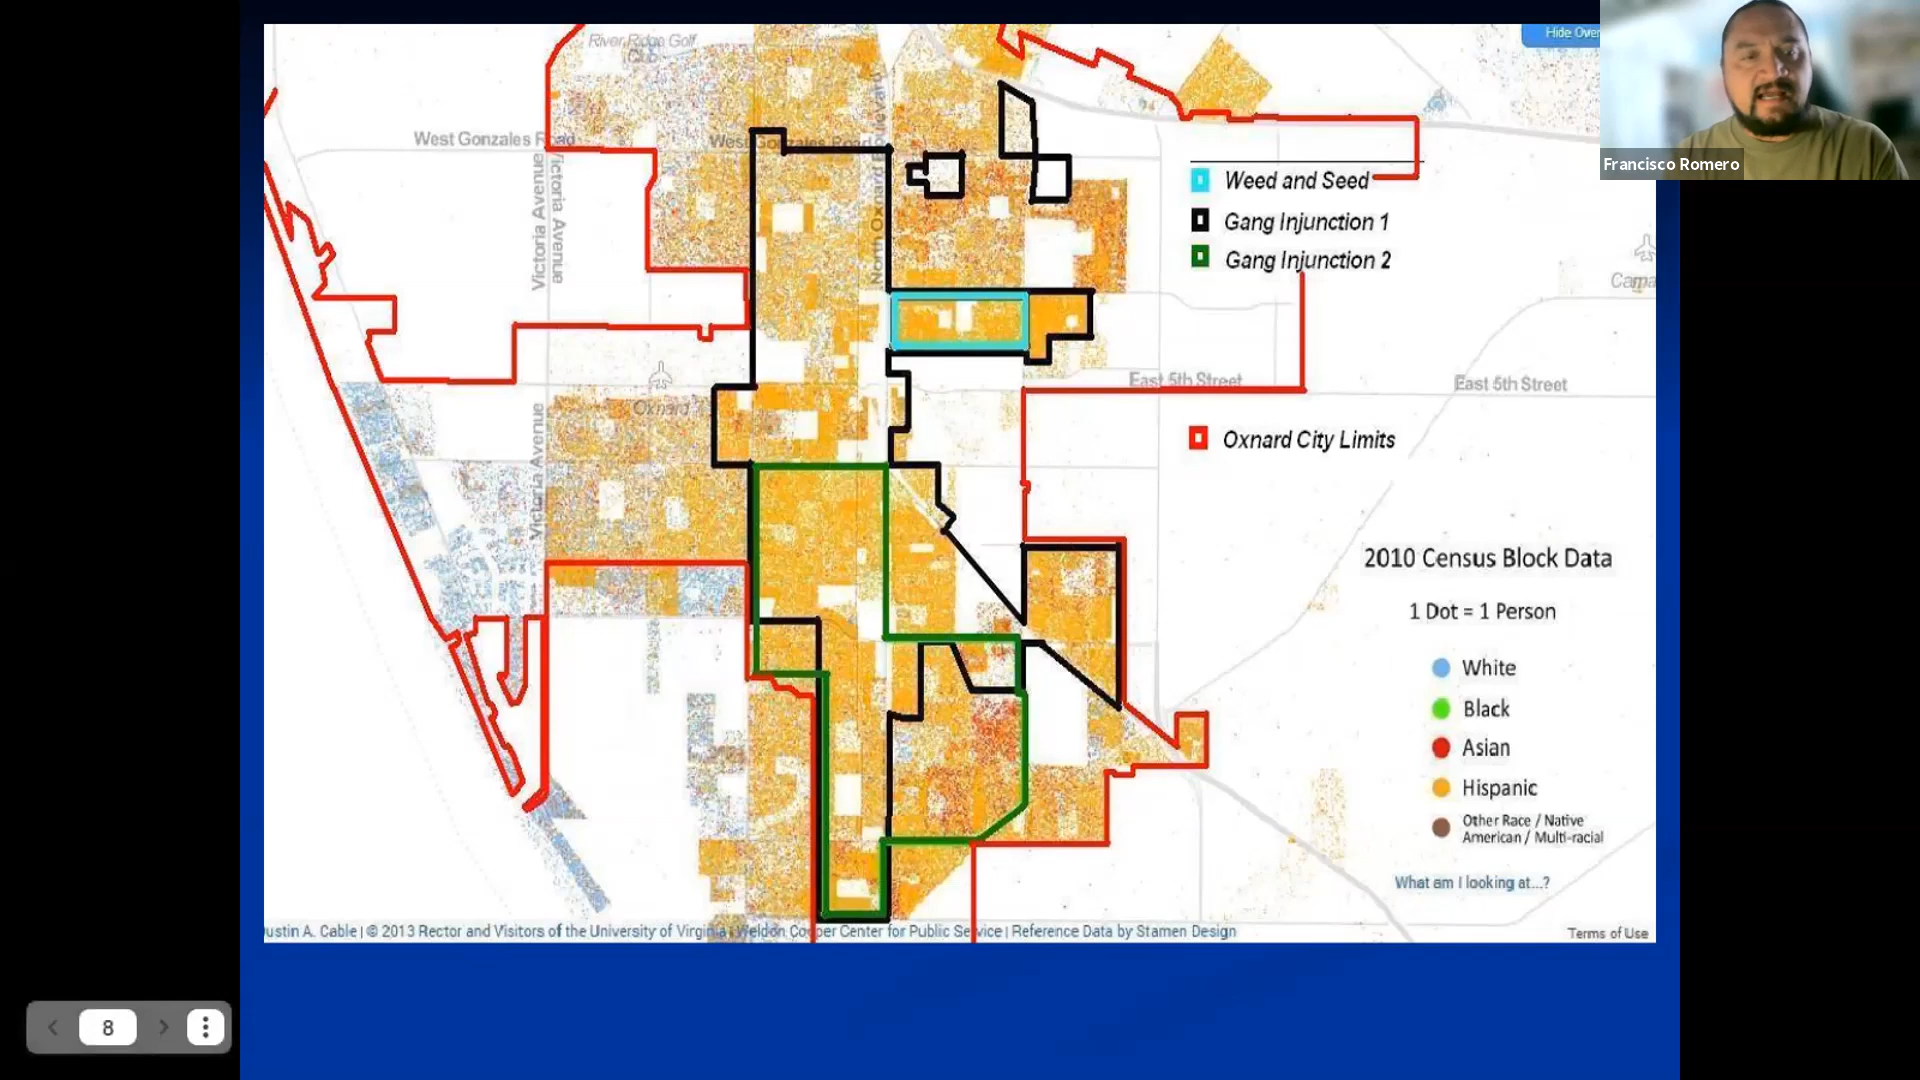 River Ridge Golf
Club
Hide Over
Francisco Romero
West Gonzales Road
West Gonzales Road
Victoria Avenue
Victoria Avenue
North Oxnard Boulevard
Weed and Seed
Gang Injunction 1
Gang Injunction 2
Cama
East 5th Street
East 5th Street
Oxnard
Victoria Avenue
Oxnard City Limits
2010 Census Block Data
1 Dot = 1 Person
White
Black
Asian
Hispanic
Other Race / Native
American / Multi-racial
What am I looking at...?
ustin A. Cable | © 2013 Rector and Visitors of the University of Virginia | Weldon Cooper Center for Public Service | Reference Data by Stamen Design
Terms of Use
8